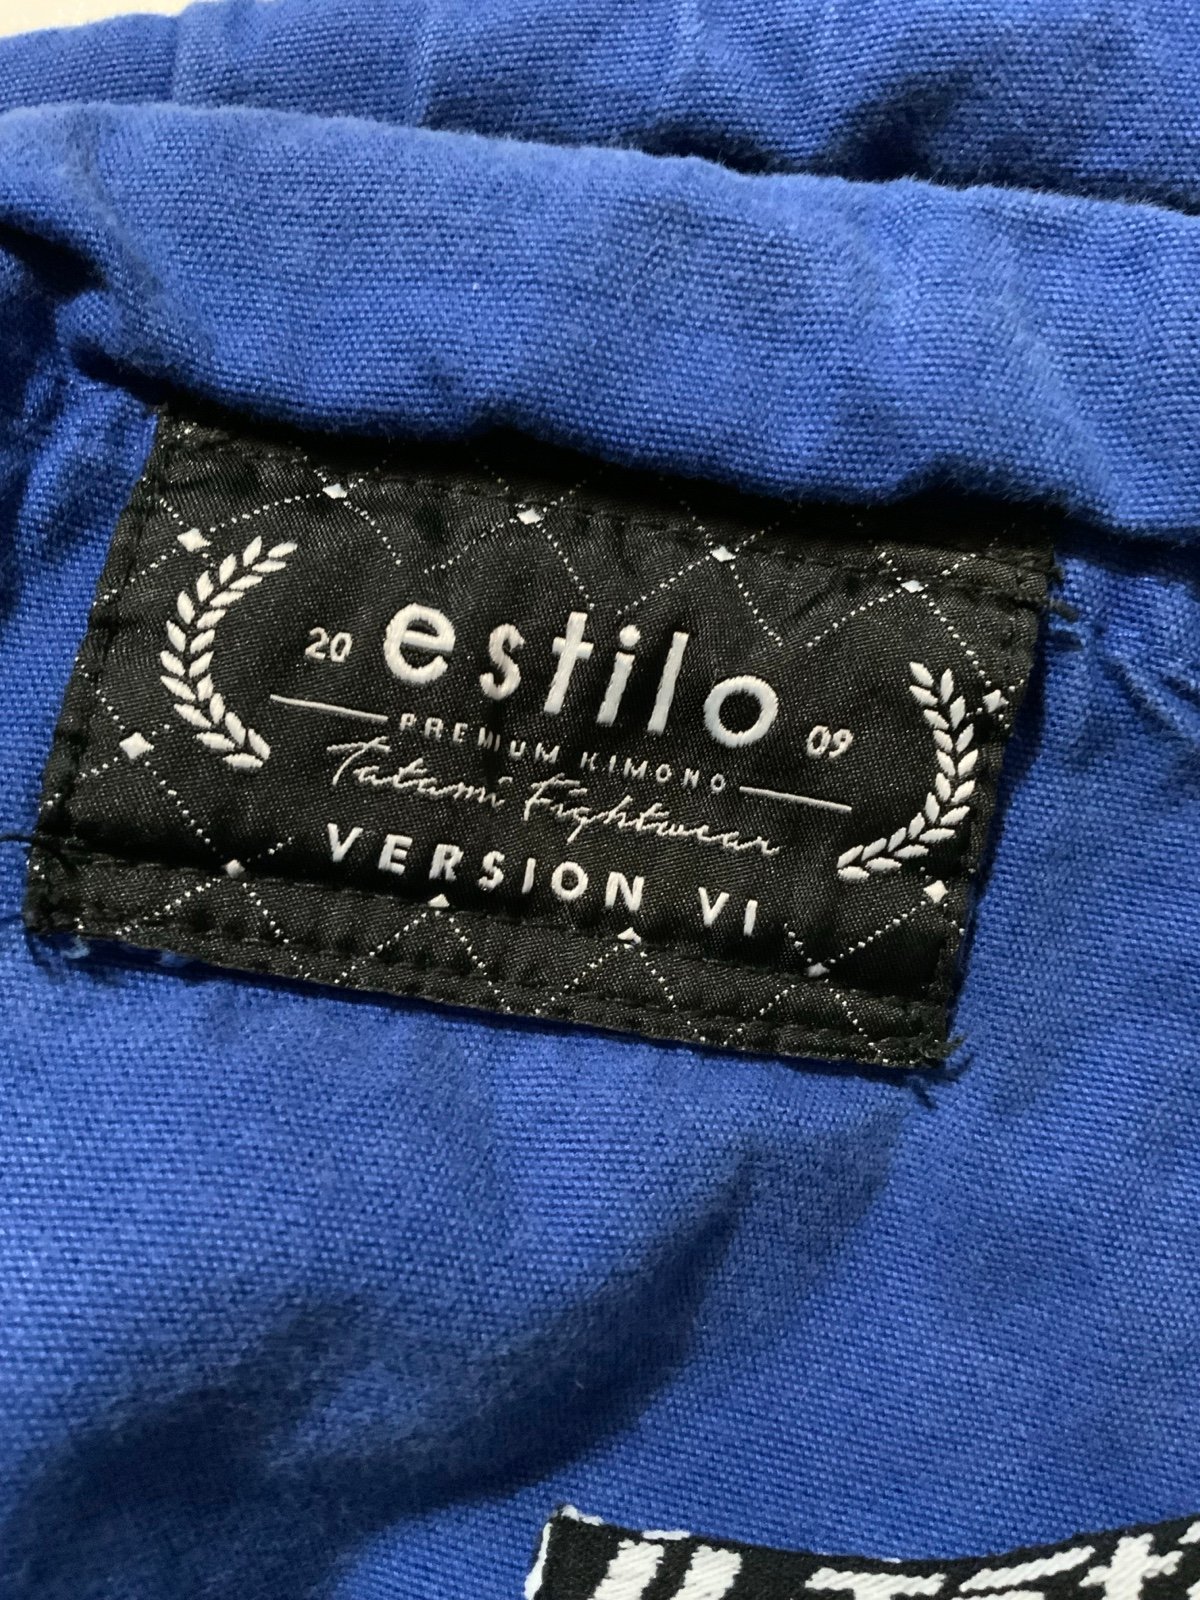 20 estilo 09
PREMIUM KIMONO
Tatami Fightwear
VERSION VI